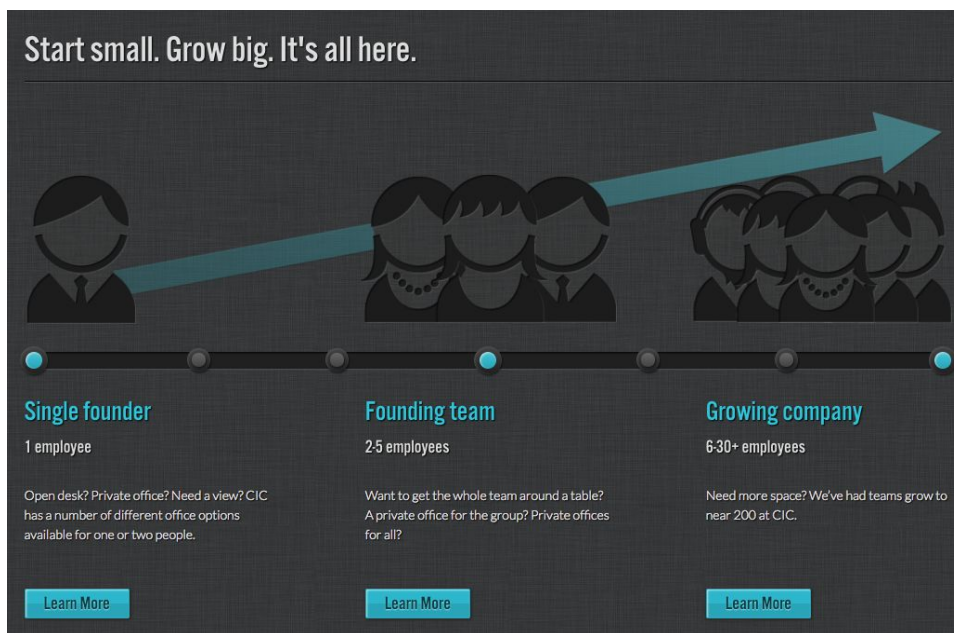 Start small. Grow big. It's all here.
Single founder
1 employee
Open desk? Private office? Need a view? CIC
has a number of different office options
available for one or two people.
Learn More
Founding team
2-5 employees
Want to get the whole team around a table?
A private office for the group? Private offices
for all?
Learn More
Growing company
6-30+ employees
Need more space? We've had teams grow to
near 200 at CIC.
Learn More